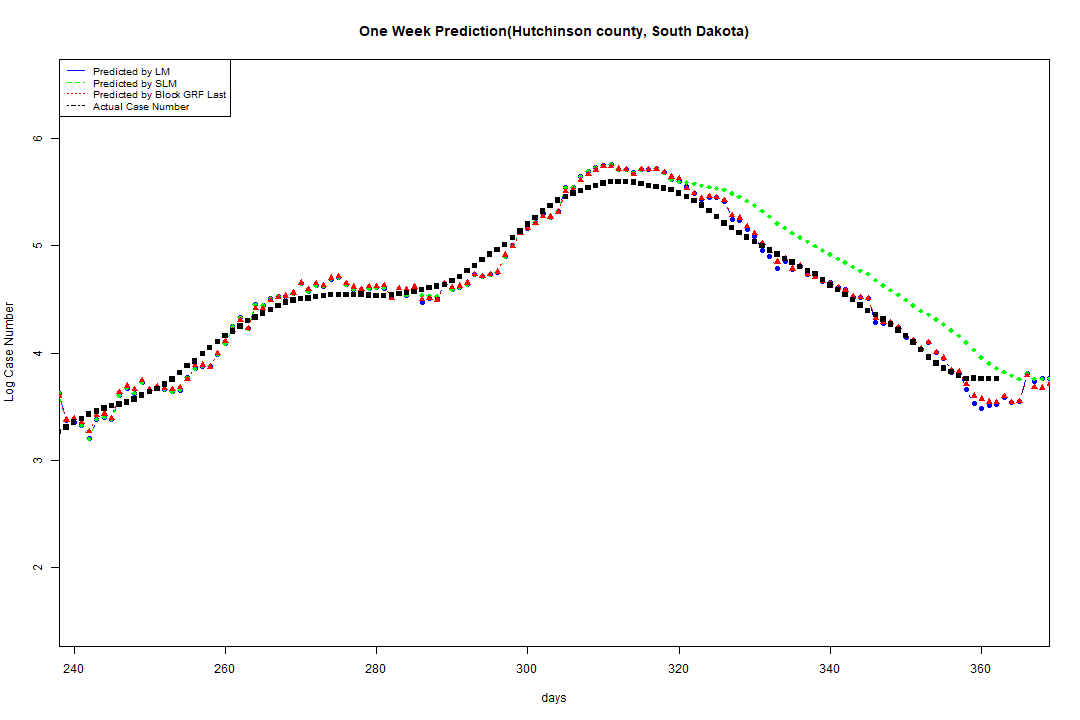 One Week Prediction(Hutchinson county, South Dakota)
Predicted by LM
Predicted by SLM
Predicted by Block GRF Last
Actual Case Number
6
5
4
3
2
Log Case Number
240 260 280 300 320 340 360
days